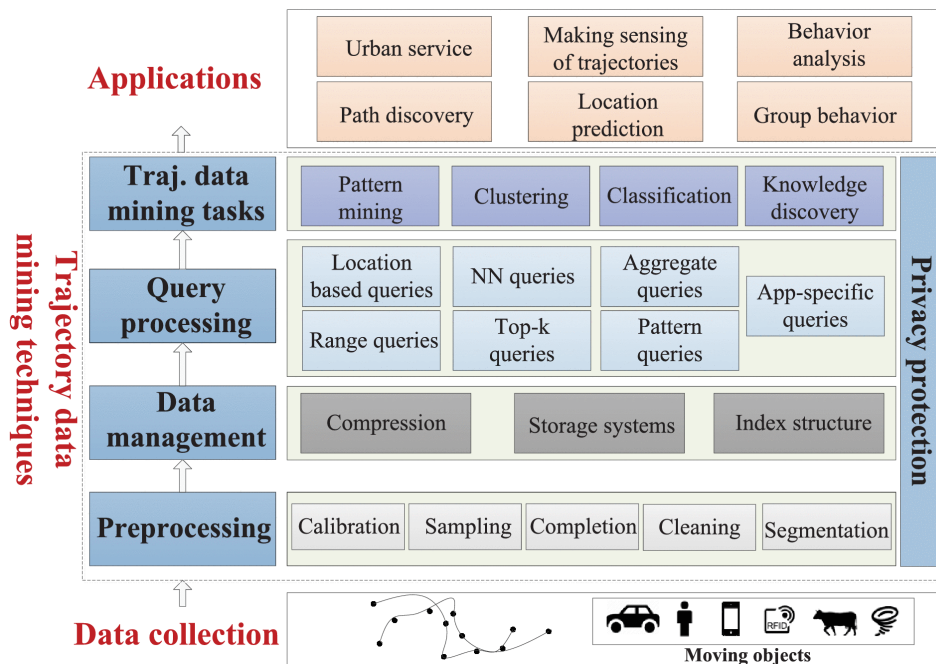 Applications
Urban service
Making sensing
of trajectories
Behavior
analysis
Path discovery
Location
prediction
Group behavior
Trajectory data
mining techniques
Traj. data
mining tasks
Pattern
mining
Clustering
Classification
Knowledge
discovery
Query
processing
Location
based queries
NN queries
Aggregate
queries
App-specific
queries
Range queries
Top-k
queries
Pattern
queries
Data
management
Compression
Storage systems
Index structure
Preprocessing
Calibration
Sampling
Completion
Cleaning
Segmentation
Privacy protection
Data collection
RFID
Moving objects